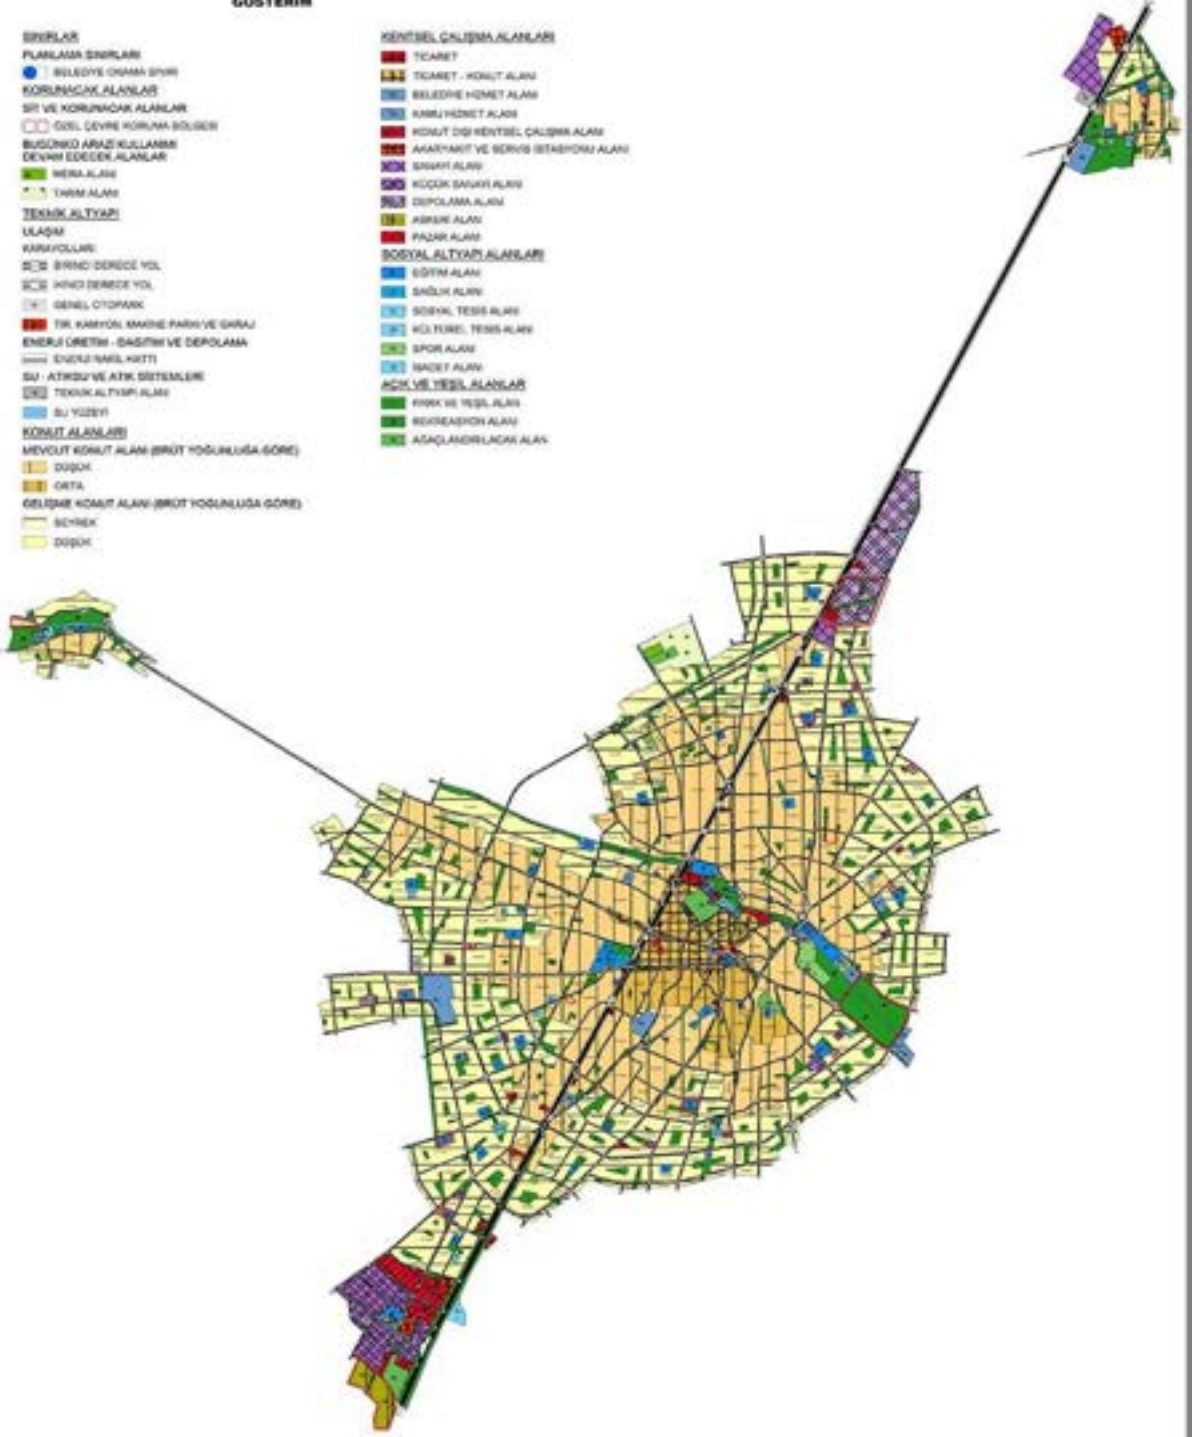 GÖSTERİM
SINIRLAR
PLANLAMA SINIRLARI
BELEDİYE ONAMA SINIRI
KORUNACAK ALANLAR
SİT VE KORUNACAK ALANLAR
ÖZEL ÇEVRE KORUMA BÖLGESİ
BUGÜNKÜ ARAZİ KULLANIMI
DEVAM EDECEK ALANLAR
MERA ALANI
TARIM ALANI
TEKNİK ALTYAPI
ULAŞIM
KARAYOLLARI
BİRİNCİ DERECE YOL
İKİNCİ DERECE YOL
GENEL OTOPARK
TIR, KAMYON, MAKİNE PARKI VE GARAJ
ENERJİ ÜRETİM - DAĞITIM VE DEPOLAMA
ENERJİ NAKİL HATTI
SU - ATIKSU VE ATIK SİSTEMLERİ
TEKNİK ALTYAPI ALANI
SU YÜZEYİ
KONUT ALANLARI
MEVCUT KONUT ALANI (BRÜT YOĞUNLUĞA GÖRE)
DÜŞÜK
ORTA
GELİŞME KONUT ALANI (BRÜT YOĞUNLUĞA GÖRE)
SEYREK
DÜŞÜK
KENTSEL ÇALIŞMA ALANLARI
TİCARET
TİCARET - KONUT ALANI
BELEDİYE HİZMET ALANI
KAMU HİZMET ALANI
KONUT DIŞI KENTSEL ÇALIŞMA ALANI
AKARYAKIT VE SERVİS İSTASYONU ALANI
SANAYİ ALANI
KÜÇÜK SANAYİ ALANI
DEPOLAMA ALANI
ASKERİ ALAN
PAZAR ALANI
SOSYAL ALTYAPI ALANLARI
EĞİTİM ALANI
SAĞLIK ALANI
SOSYAL TESİS ALANI
KÜLTÜREL TESİS ALANI
SPOR ALANI
İBADET ALANI
AÇIK VE YEŞİL ALANLAR
PARK VE YEŞİL ALAN
REKREASYON ALANI
AĞAÇLANDIRILACAK ALAN